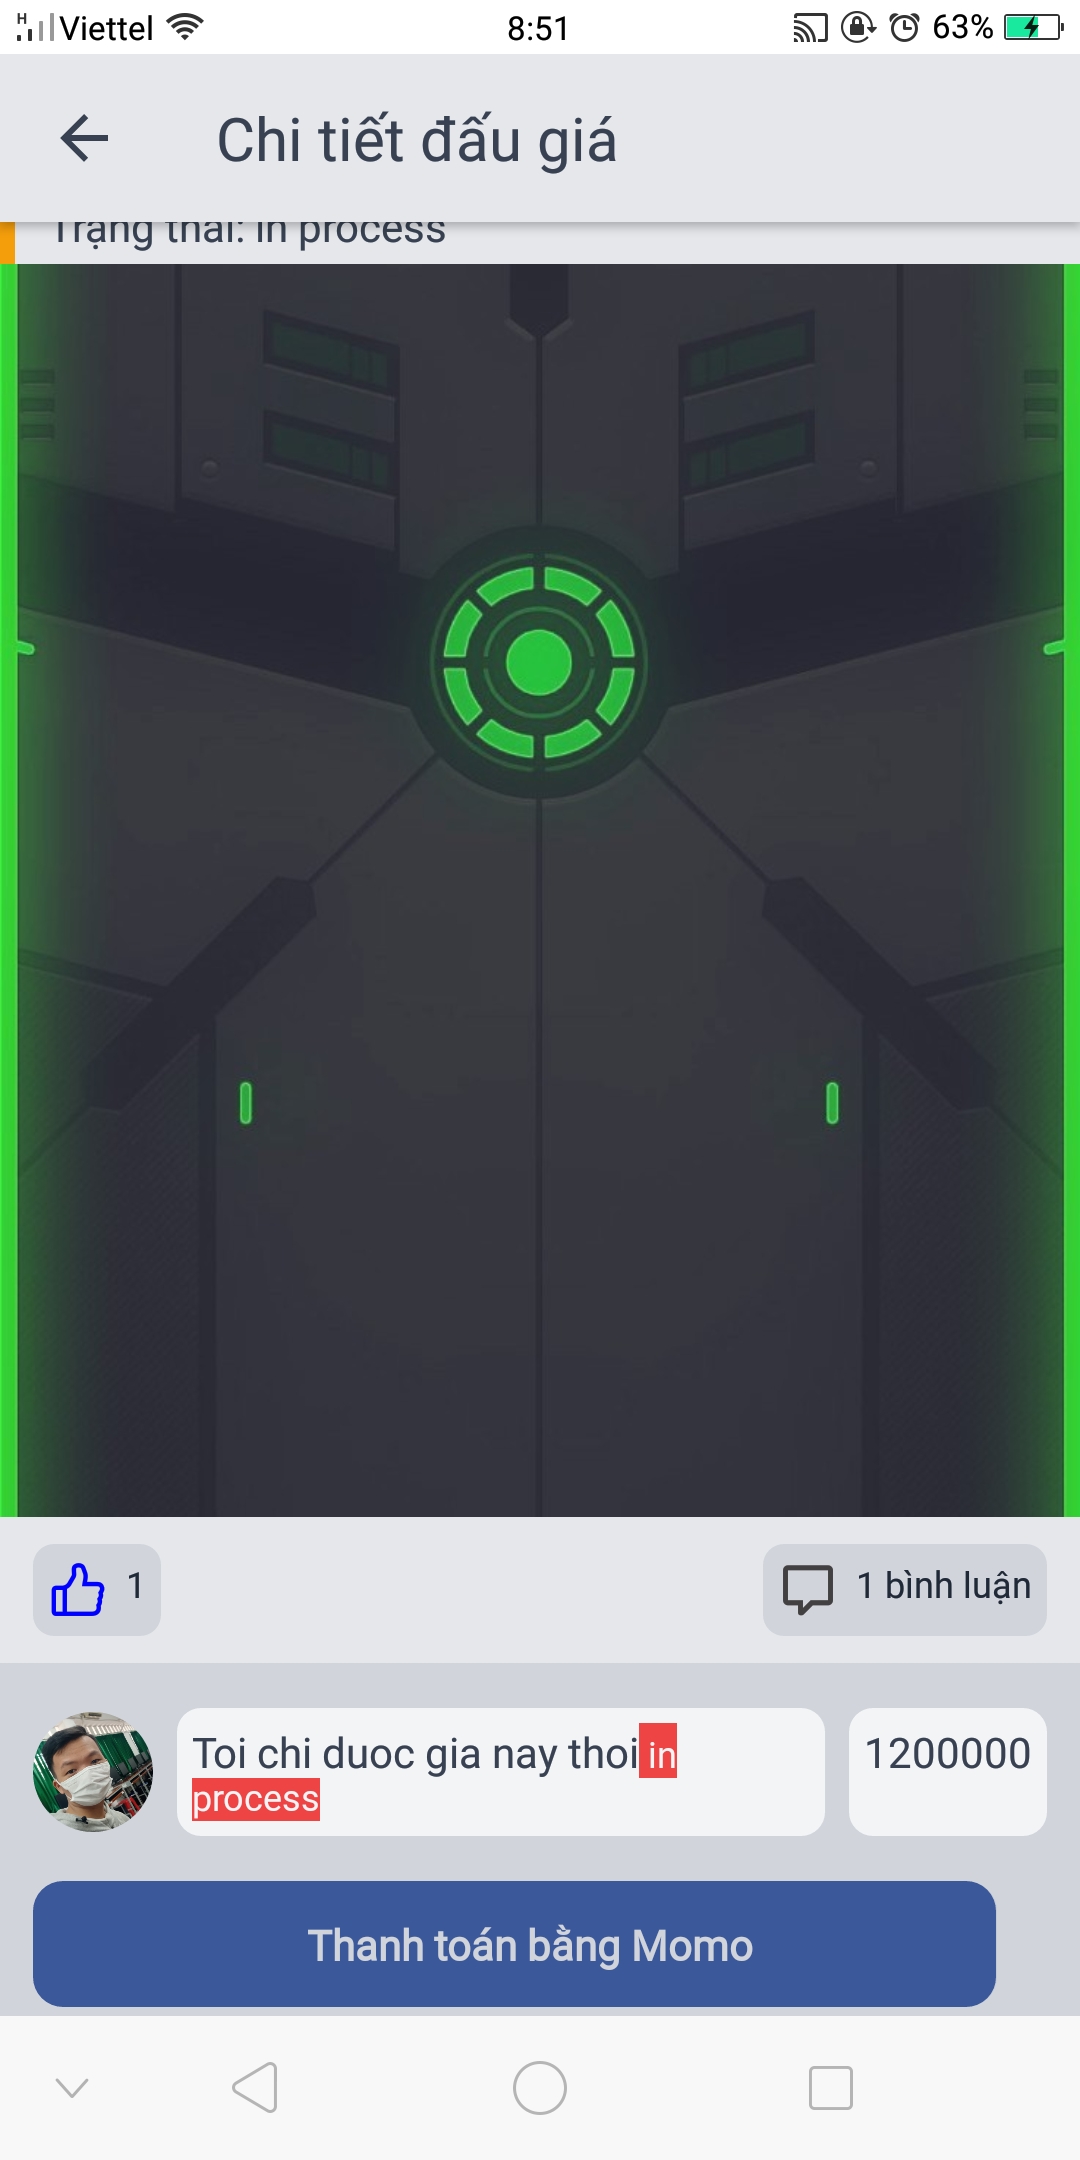 H Viettel 8:51 63%
Chi tiết đấu giá
Trạng thái: in process
1 1 bình luận
Toi chi duoc gia nay thoi in 1200000
process
Thanh toán bằng Momo